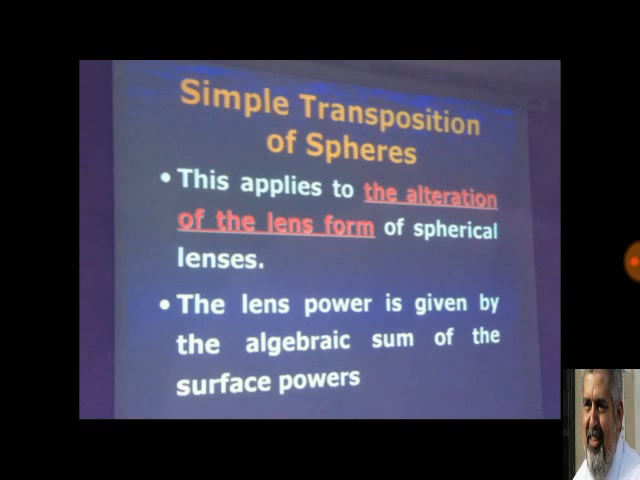 Simple Transposition
of Spheres
• This applies to the alteration
of the lens form of spherical
lenses.
• The lens power is given by
the algebraic sum of the
surface powers